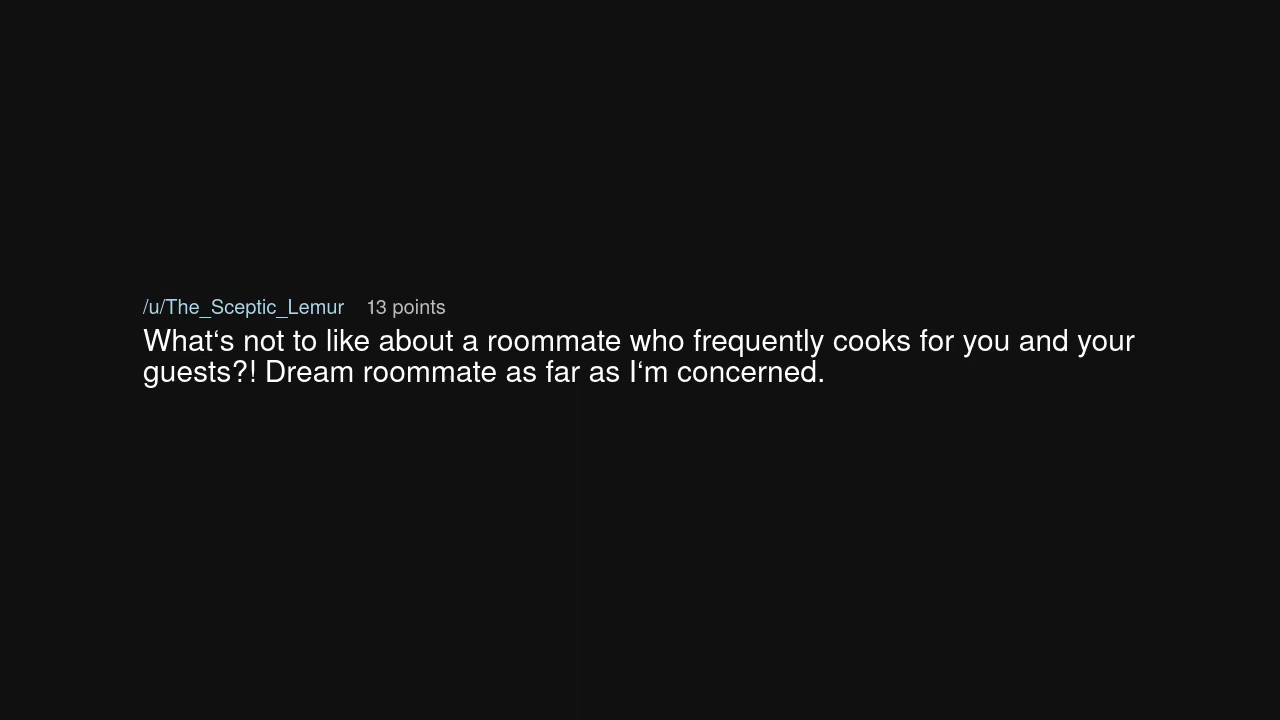 /u/The_Sceptic_Lemur 13 points
What‘s not to like about a roommate who frequently cooks for you and your
guests?! Dream roommate as far as I‘m concerned.